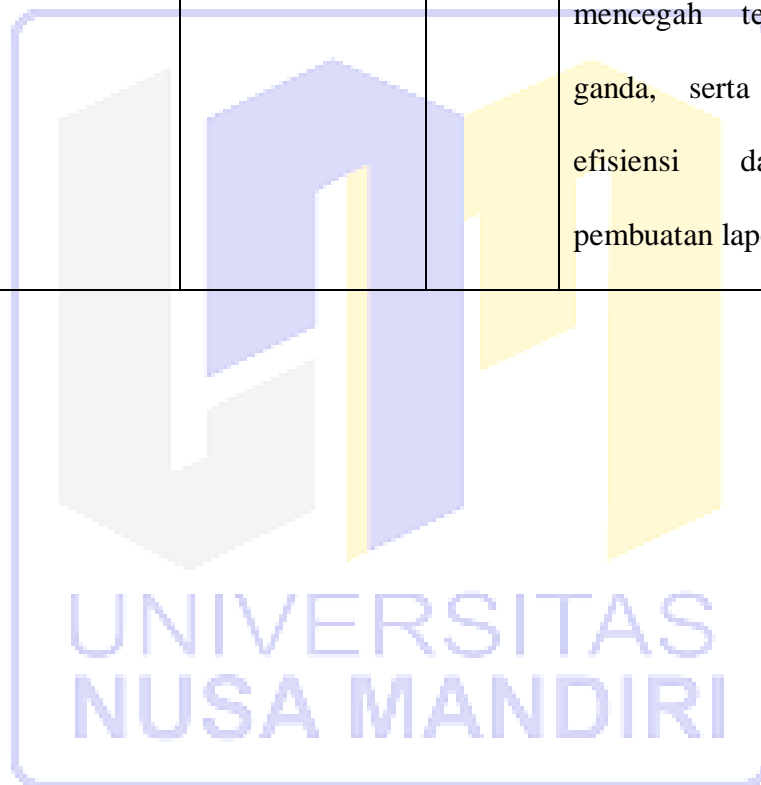 mencegah te
ganda, serta
efisiensi da
pembuatan lap
UNIVERSITAS
NUSA MANDIRI